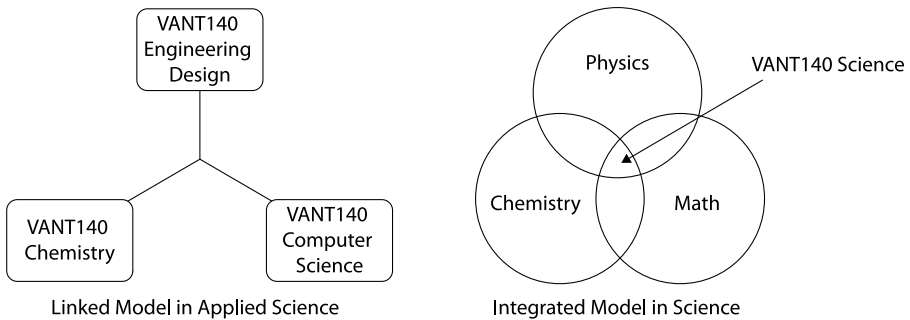 VANT140
Engineering
Design
VANT140
Chemistry
VANT140
Computer
Science
Linked Model in Applied Science
Physics
VANT140 Science
Chemistry
Math
Integrated Model in Science